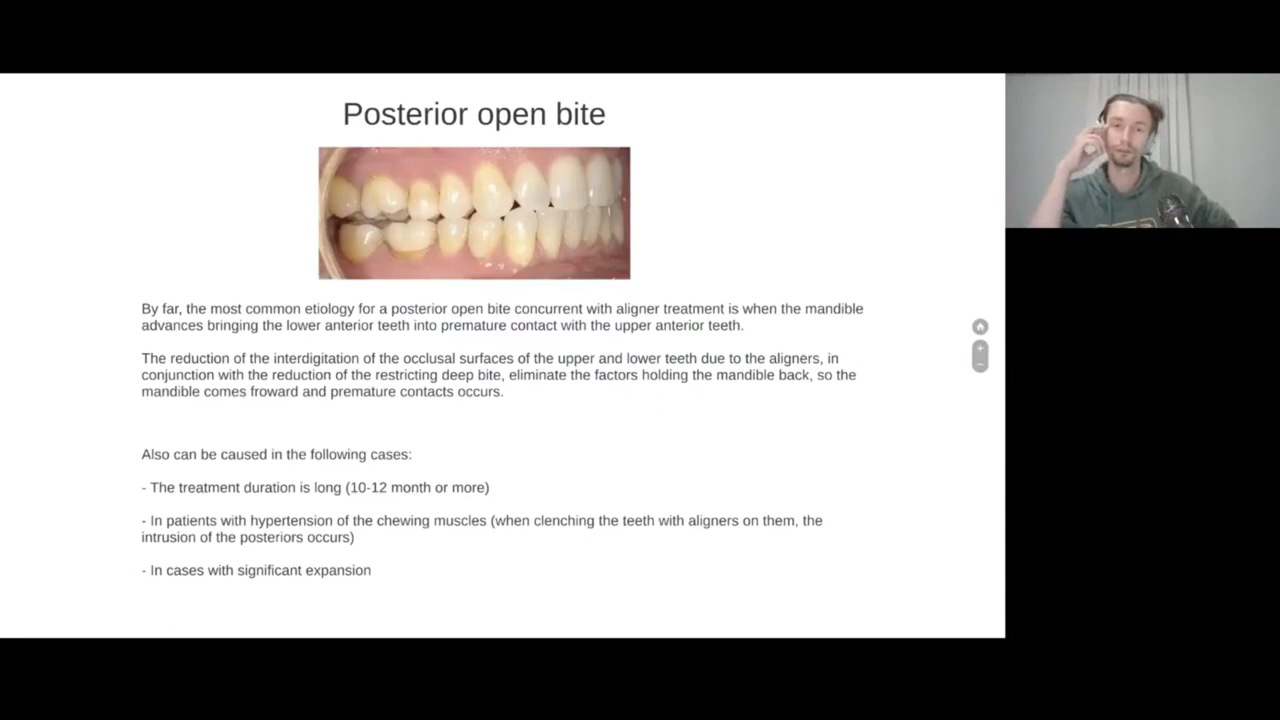 Posterior open bite
By far, the most common etiology for a posterior open bite concurrent with aligner treatment is when the mandible
advances bringing the lower anterior teeth into premature contact with the upper anterior teeth.
The reduction of the interdigitation of the occlusal surfaces of the upper and lower teeth due to the aligners, in
conjunction with the reduction of the restricting deep bite, eliminate the factors holding the mandible back, so the
mandible comes froward and premature contacts occurs.
Also can be caused in the following cases:
- The treatment duration is long (10-12 month or more)
- In patients with hypertension of the chewing muscles (when clenching the teeth with aligners on them, the
intrusion of the posteriors occurs)
- In cases with significant expansion